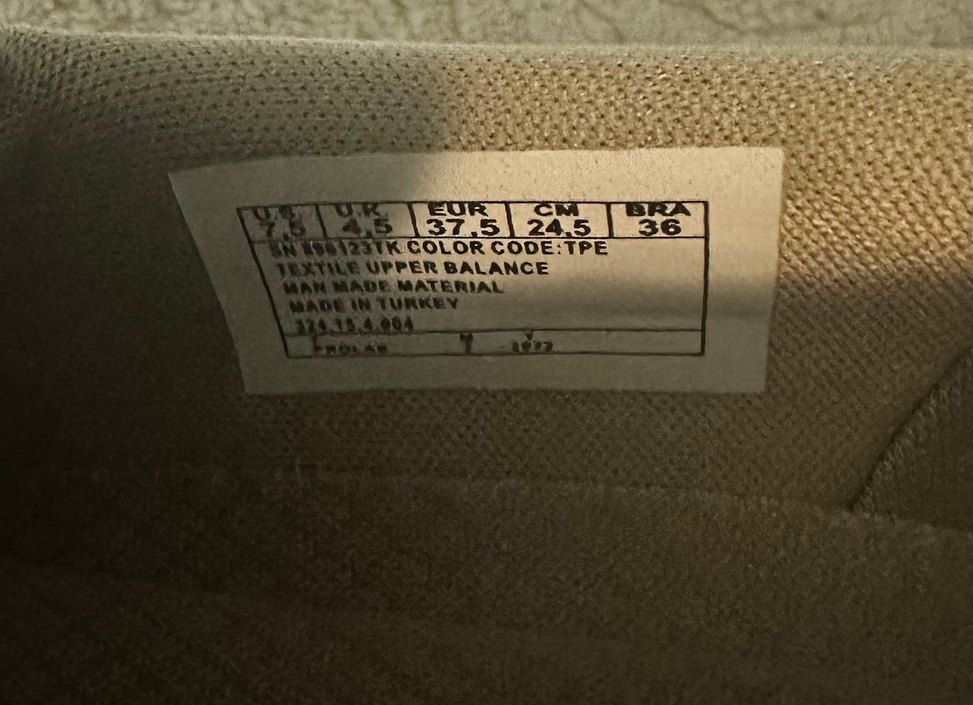 U.S. U.K. EUR CM BRA
7,5 4,5 37,5 24,5 36
SN COLOR CODE:TPE
TEXTILE UPPER BALANCE
MAN MADE MATERIAL
MADE IN TURKEY